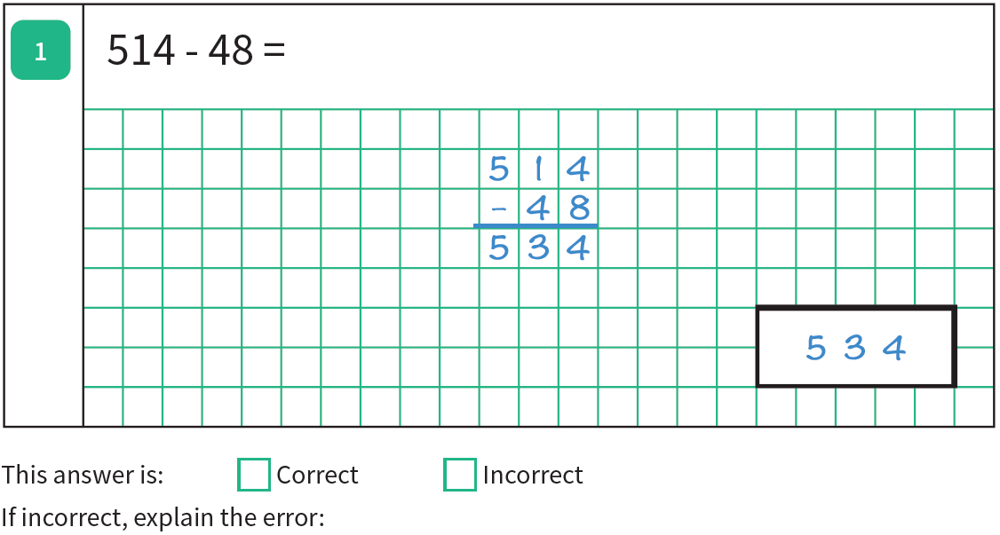 1
514 - 48 =
5 1 4
- 4 8
5 3 4
5 3 4
This answer is: Correct Incorrect
If incorrect, explain the error: